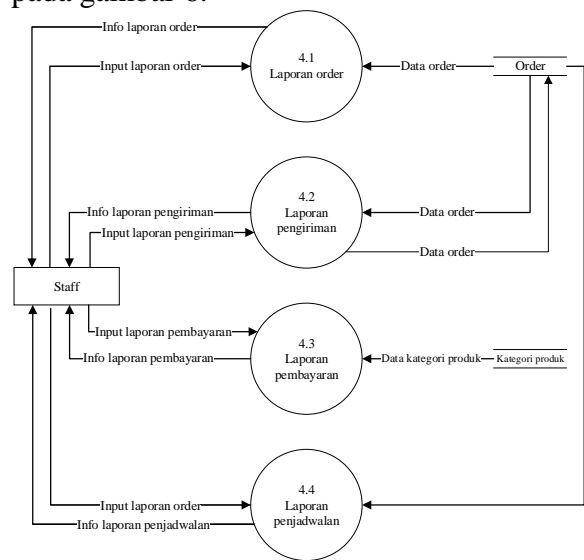 pada gambar 6.
Info laporan order
4.1
Laporan order
Input laporan order
Data order
Order
4.2
Laporan
pengiriman
Info laporan pengiriman
Data order
Input laporan pengiriman
Data order
Staff
4.3
Laporan
pembayaran
Input laporan pembayaran
Info laporan pembayaran
Data kategori produk
Kategori produk
4.4
Laporan
penjadwalan
Input laporan order
Info laporan penjadwalan